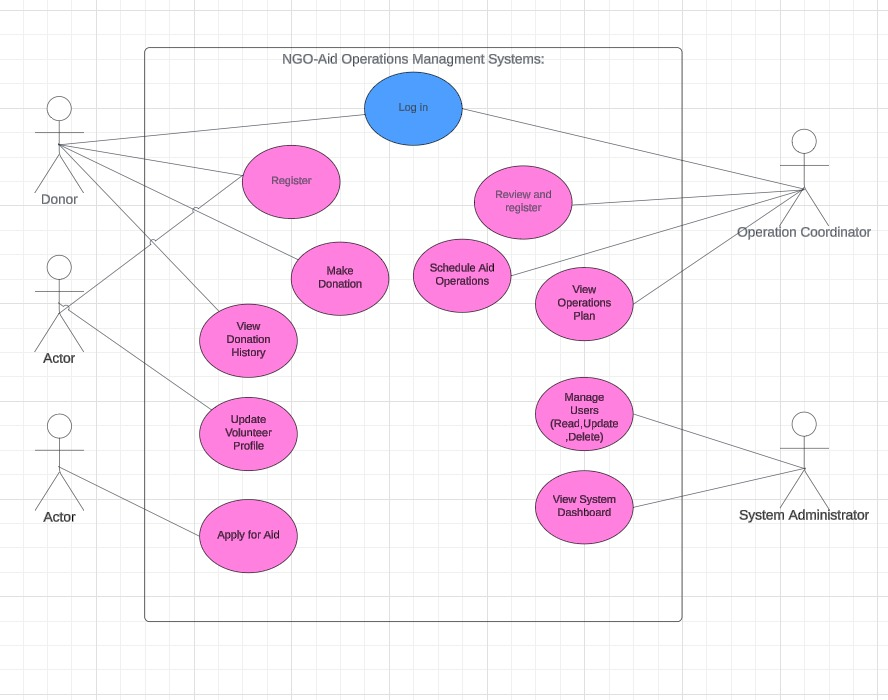 NGO-Aid Operations Managment Systems:
Log in
Donor
Register
Review and
register
Operation Coordinator
Make
Donation
Schedule Aid
Operations
View
Operations
Plan
Actor
View
Donation
History
Update
Volunteer
Profile
Manage
Users
(Read,Update
,Delete)
Actor
Apply for Aid
View System
Dashboard
System Administrator